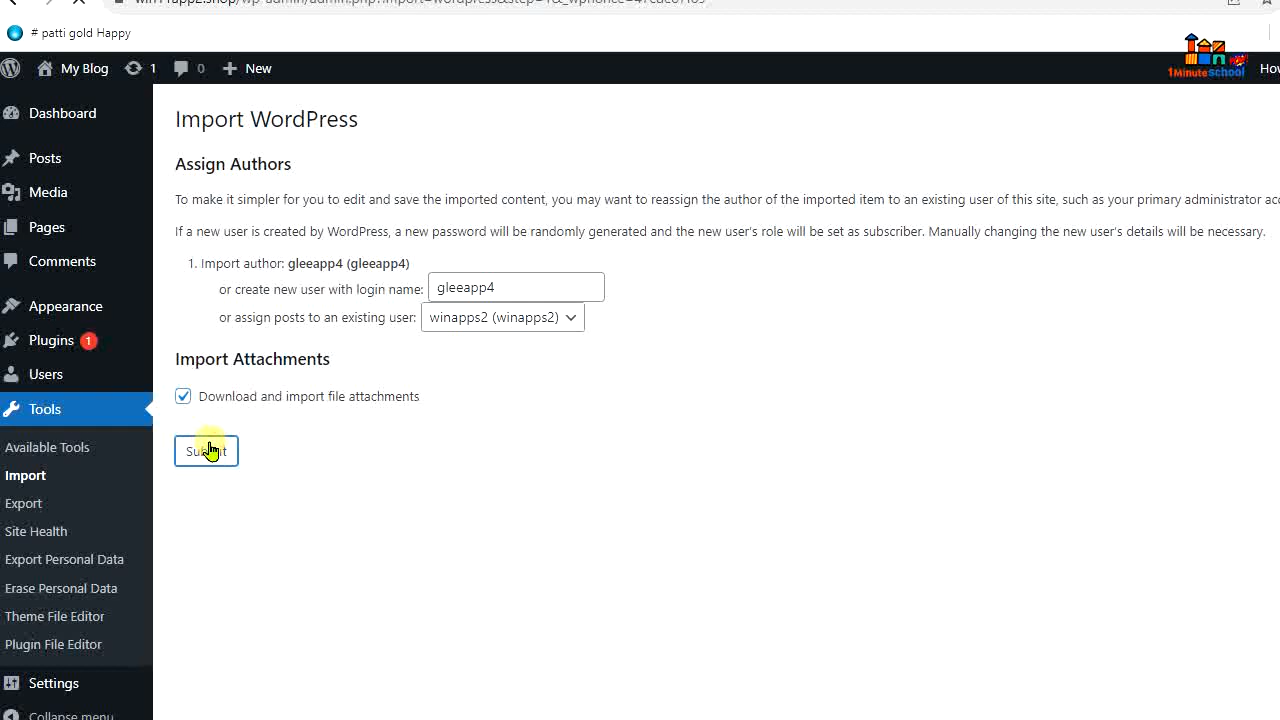 # patti gold Happy
My Blog 1 0 New
1Minute School
Dashboard
Posts
Media
Pages
Comments
Appearance
Plugins 1
Users
Tools
Available Tools
Import
Export
Site Health
Export Personal Data
Erase Personal Data
Theme File Editor
Plugin File Editor
Settings
Collapse menu
Import WordPress
Assign Authors
To make it simpler for you to edit and save the imported content, you may want to reassign the author of the imported item to an existing user of this site, such as your primary administrator
If a new user is created by WordPress, a new password will be randomly generated and the new user's role will be set as subscriber. Manually changing the new user's details will be necessary.
1. Import author: gleeapp4 (gleeapp4)
or create new user with login name: gleeapp4
or assign posts to an existing user: winapps2 (winapps2)
Import Attachments
Download and import file attachments
Submit